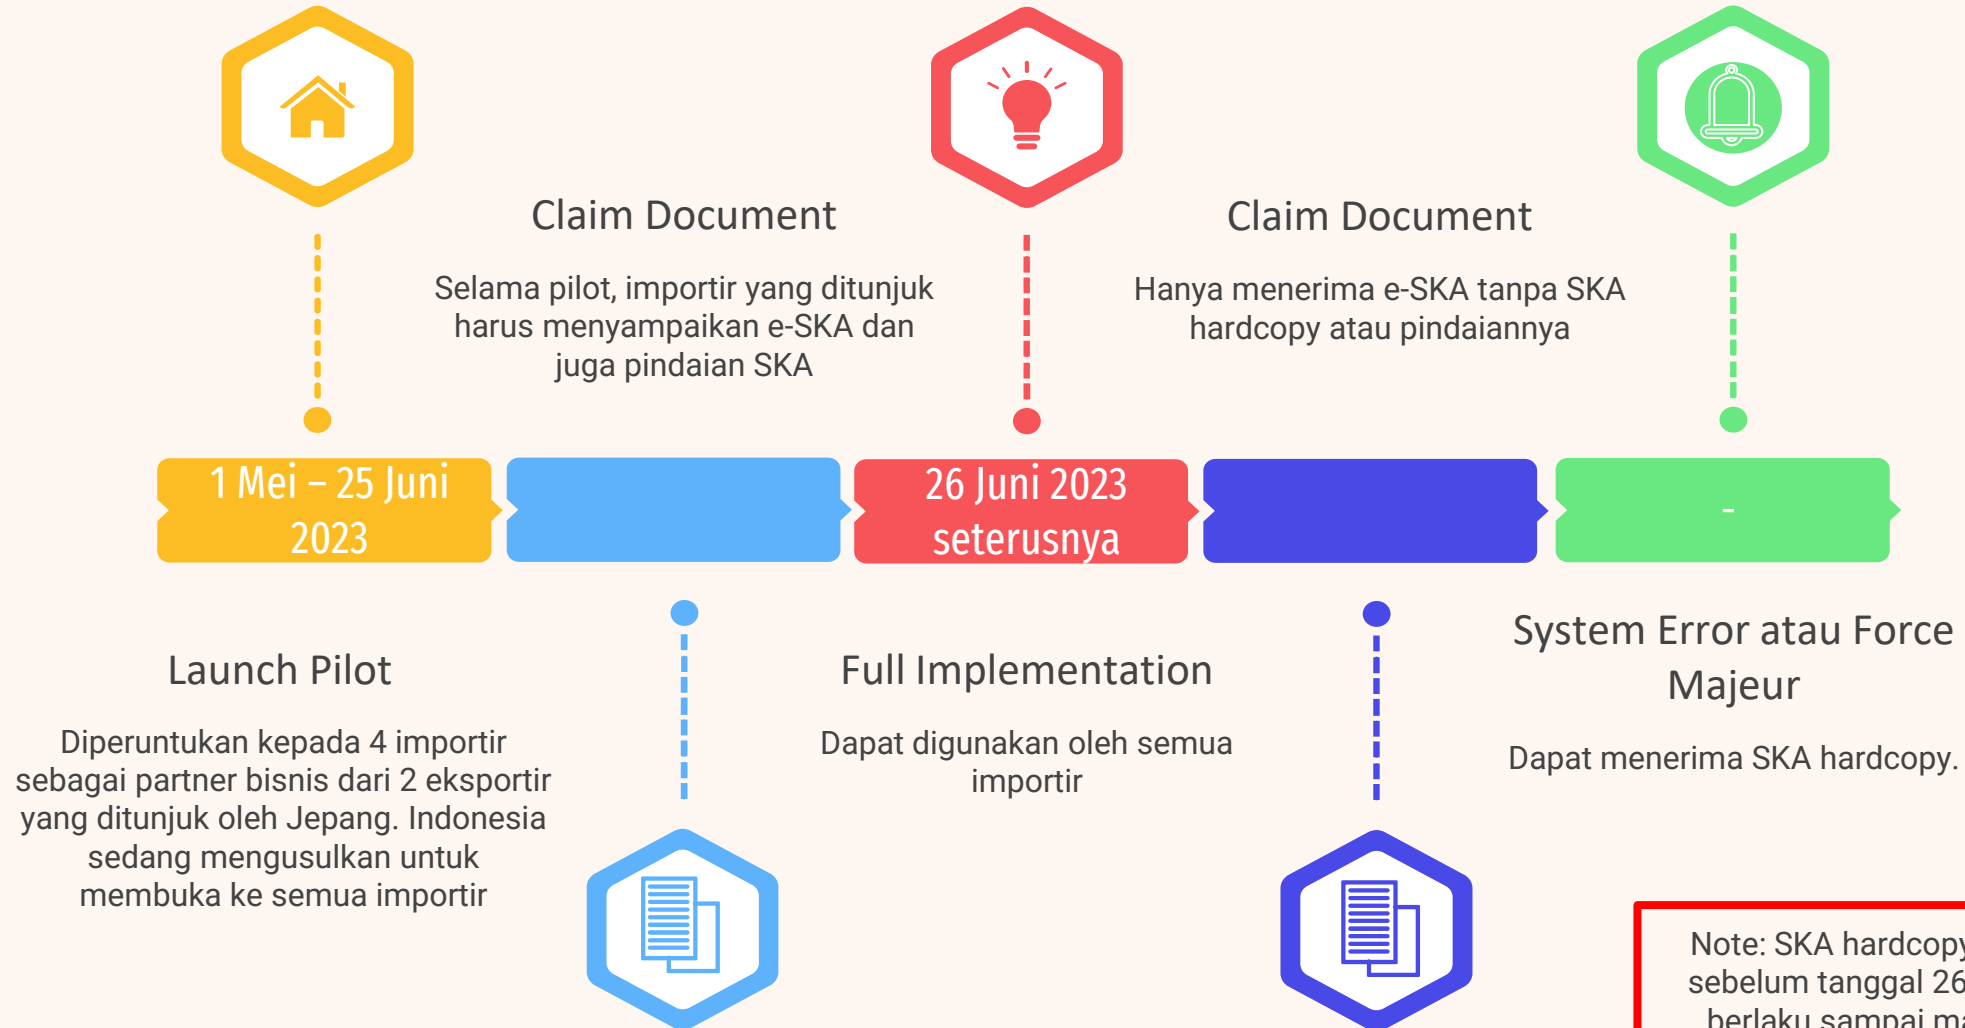 Claim Document
Selama pilot, importir yang ditunjuk
harus menyampaikan e-SKA dan
juga pindaian SKA
Claim Document
Hanya menerima e-SKA tanpa SKA
hardcopy atau pindaiannya
1 Mei – 25 Juni
2023
26 Juni 2023
seterusnya
-
Launch Pilot
Diperuntukan kepada 4 importir
sebagai partner bisnis dari 2 eksportir
yang ditunjuk oleh Jepang. Indonesia
sedang mengusulkan untuk
membuka ke semua importir
Full Implementation
Dapat digunakan oleh semua
importir
System Error atau Force
Majeur
Dapat menerima SKA hardcopy.
Note: SKA hardcopy
sebelum tanggal 26
berlaku sampai